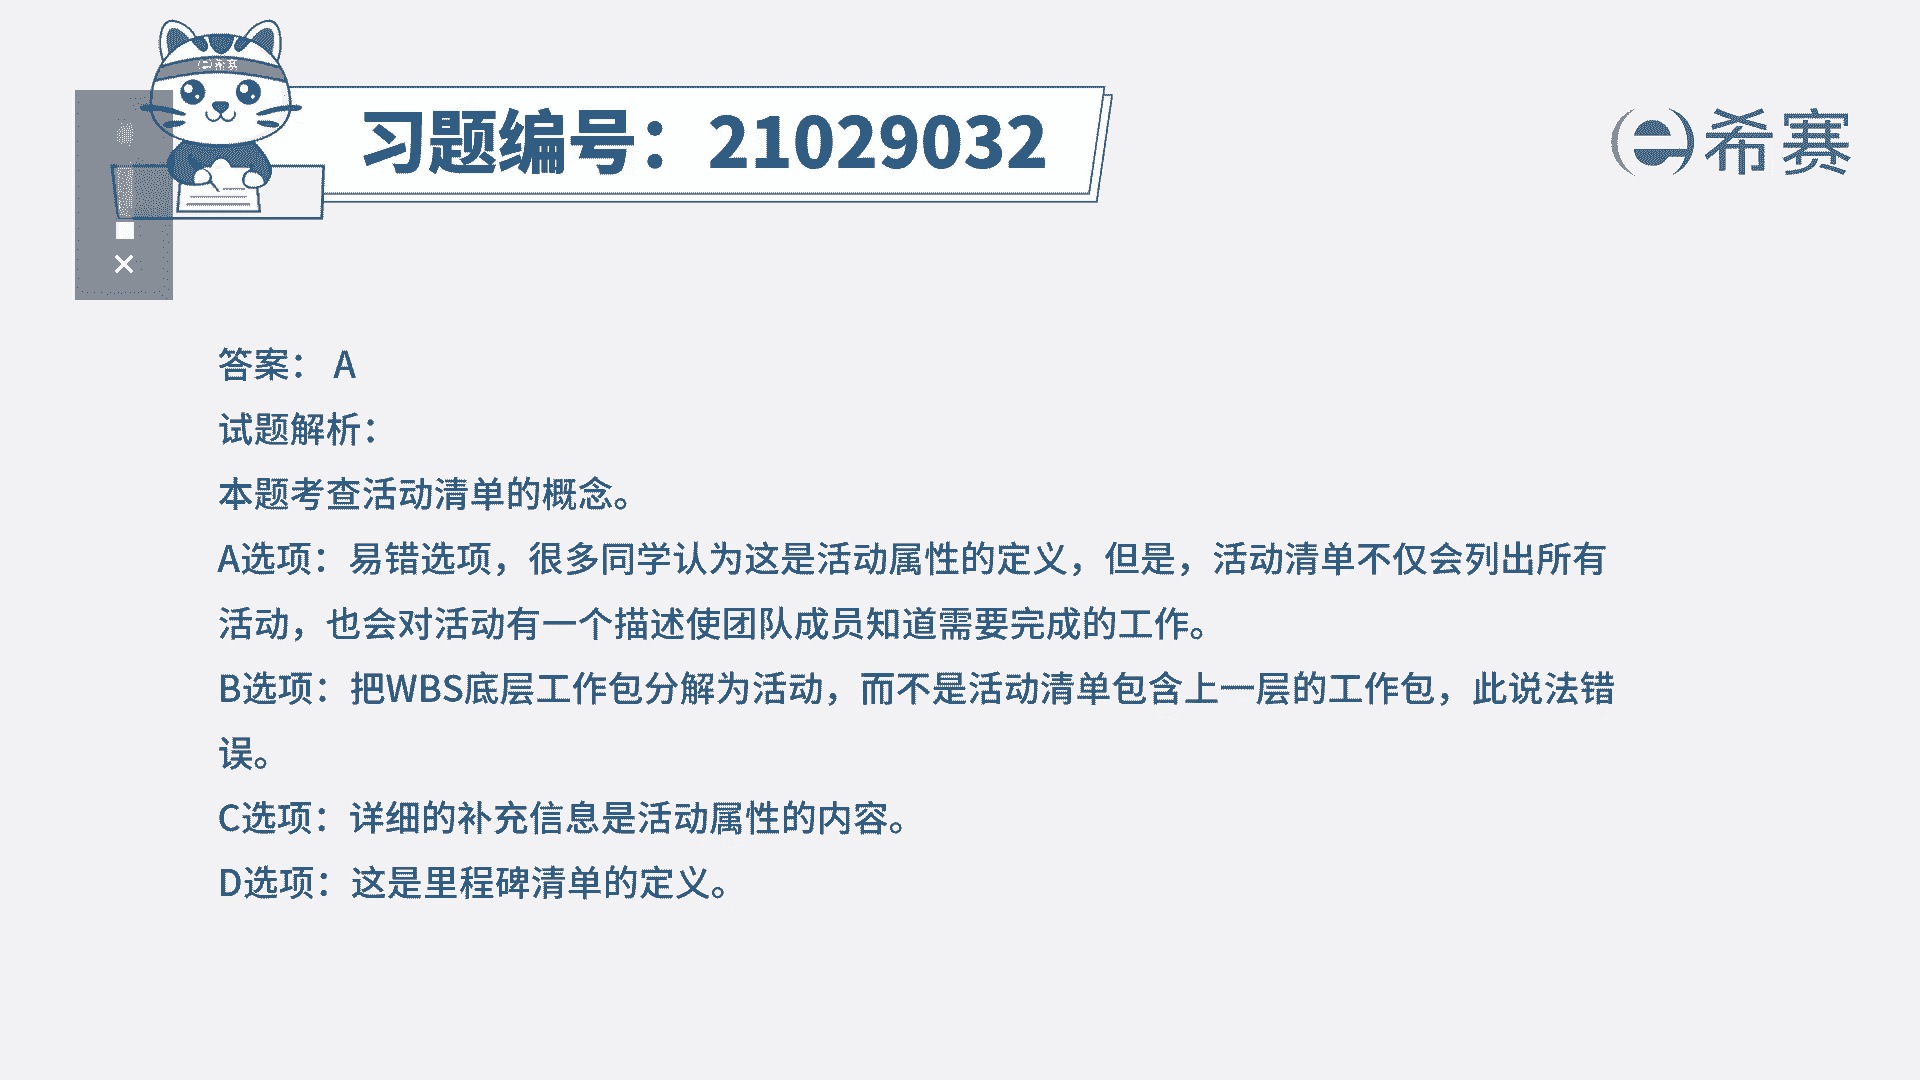 希赛
习题编号：21029032
希赛
答案： A
试题解析：
本题考查活动清单的概念。
A选项：易错选项，很多同学认为这是活动属性的定义，但是，活动清单不仅会列出所有
活动，也会对活动有一个描述使团队成员知道需要完成的工作。
B选项：把WBS底层工作包分解为活动，而不是活动清单包含上一层的工作包，此说法错
误。
C选项：详细的补充信息是活动属性的内容。
D选项：这是里程碑清单的定义。